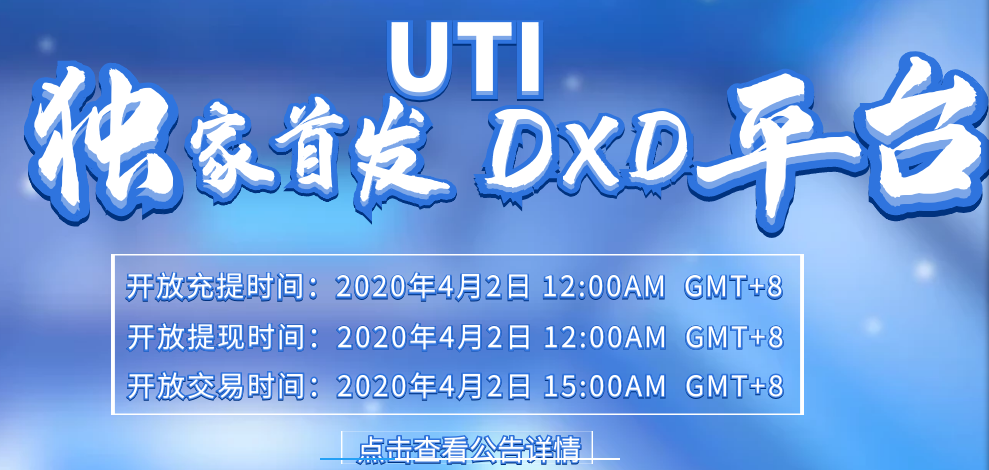 UTI
独家首发 DXD平台
开放充提时间：2020年4月2日 12:00AM GMT+8
开放提现时间：2020年4月2日 12:00AM GMT+8
开放交易时间：2020年4月2日 15:00AM GMT+8
点击查看公告详情